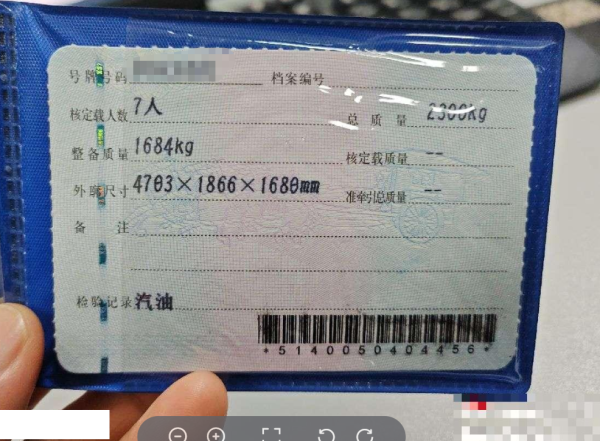 号牌号码 档案编号
核定载人数 7人 总质量 2300kg
整备质量 1684kg 核定载质量 --
外廓尺寸 4703×1866×1680mm 准牵引总质量 --
备注
检验记录 汽油
*5140050404456*